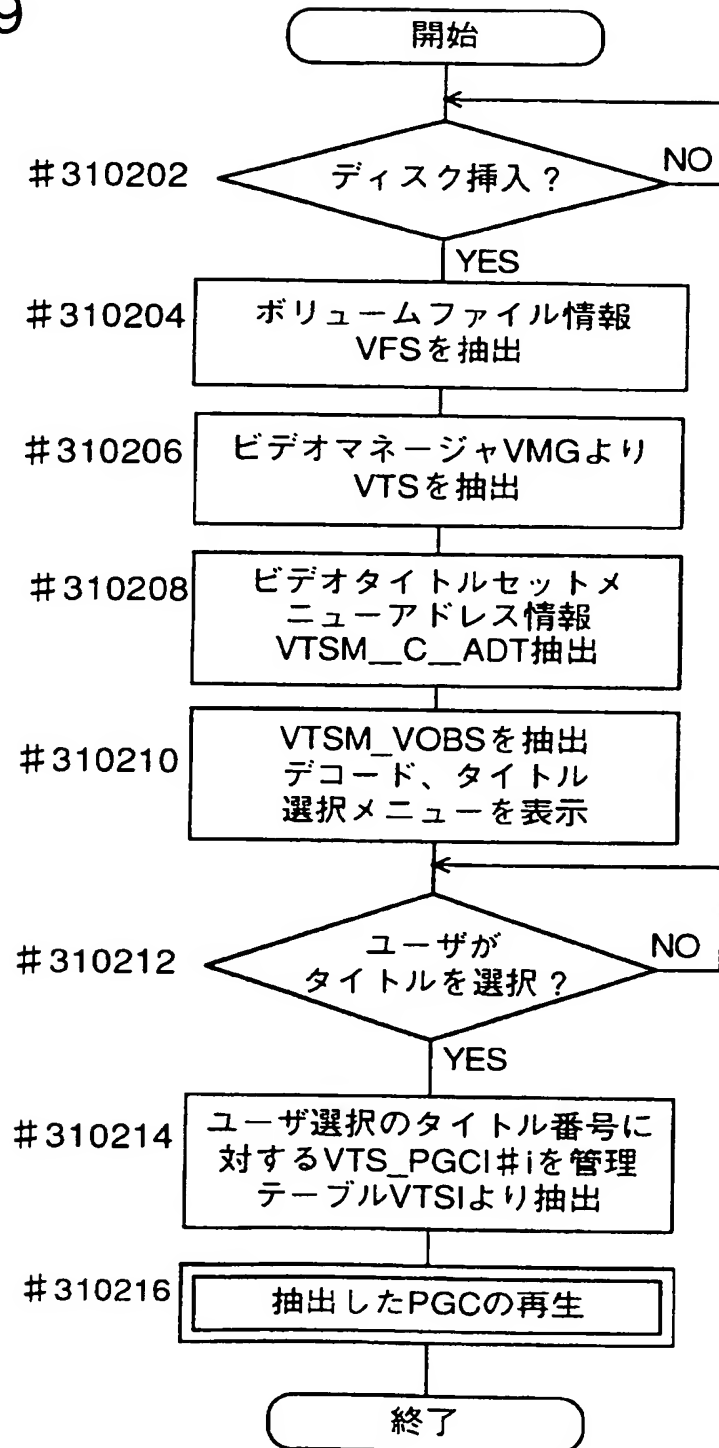 9
開始
#310202
ディスク挿入？
NO
YES
#310204
ボリュームファイル情報
VFSを抽出
#310206
ビデオマネージャVMGより
VTSを抽出
#310208
ビデオタイトルセットメ
ニューアドレス情報
VTSM__C__ADT抽出
#310210
VTSM_VOBSを抽出
デコード、タイトル
選択メニューを表示
#310212
ユーザが
タイトルを選択？
NO
YES
#310214
ユーザ選択のタイトル番号に
対するVTS_PGCI#iを管理
テーブルVTSIより抽出
#310216
抽出したPGCの再生
終了